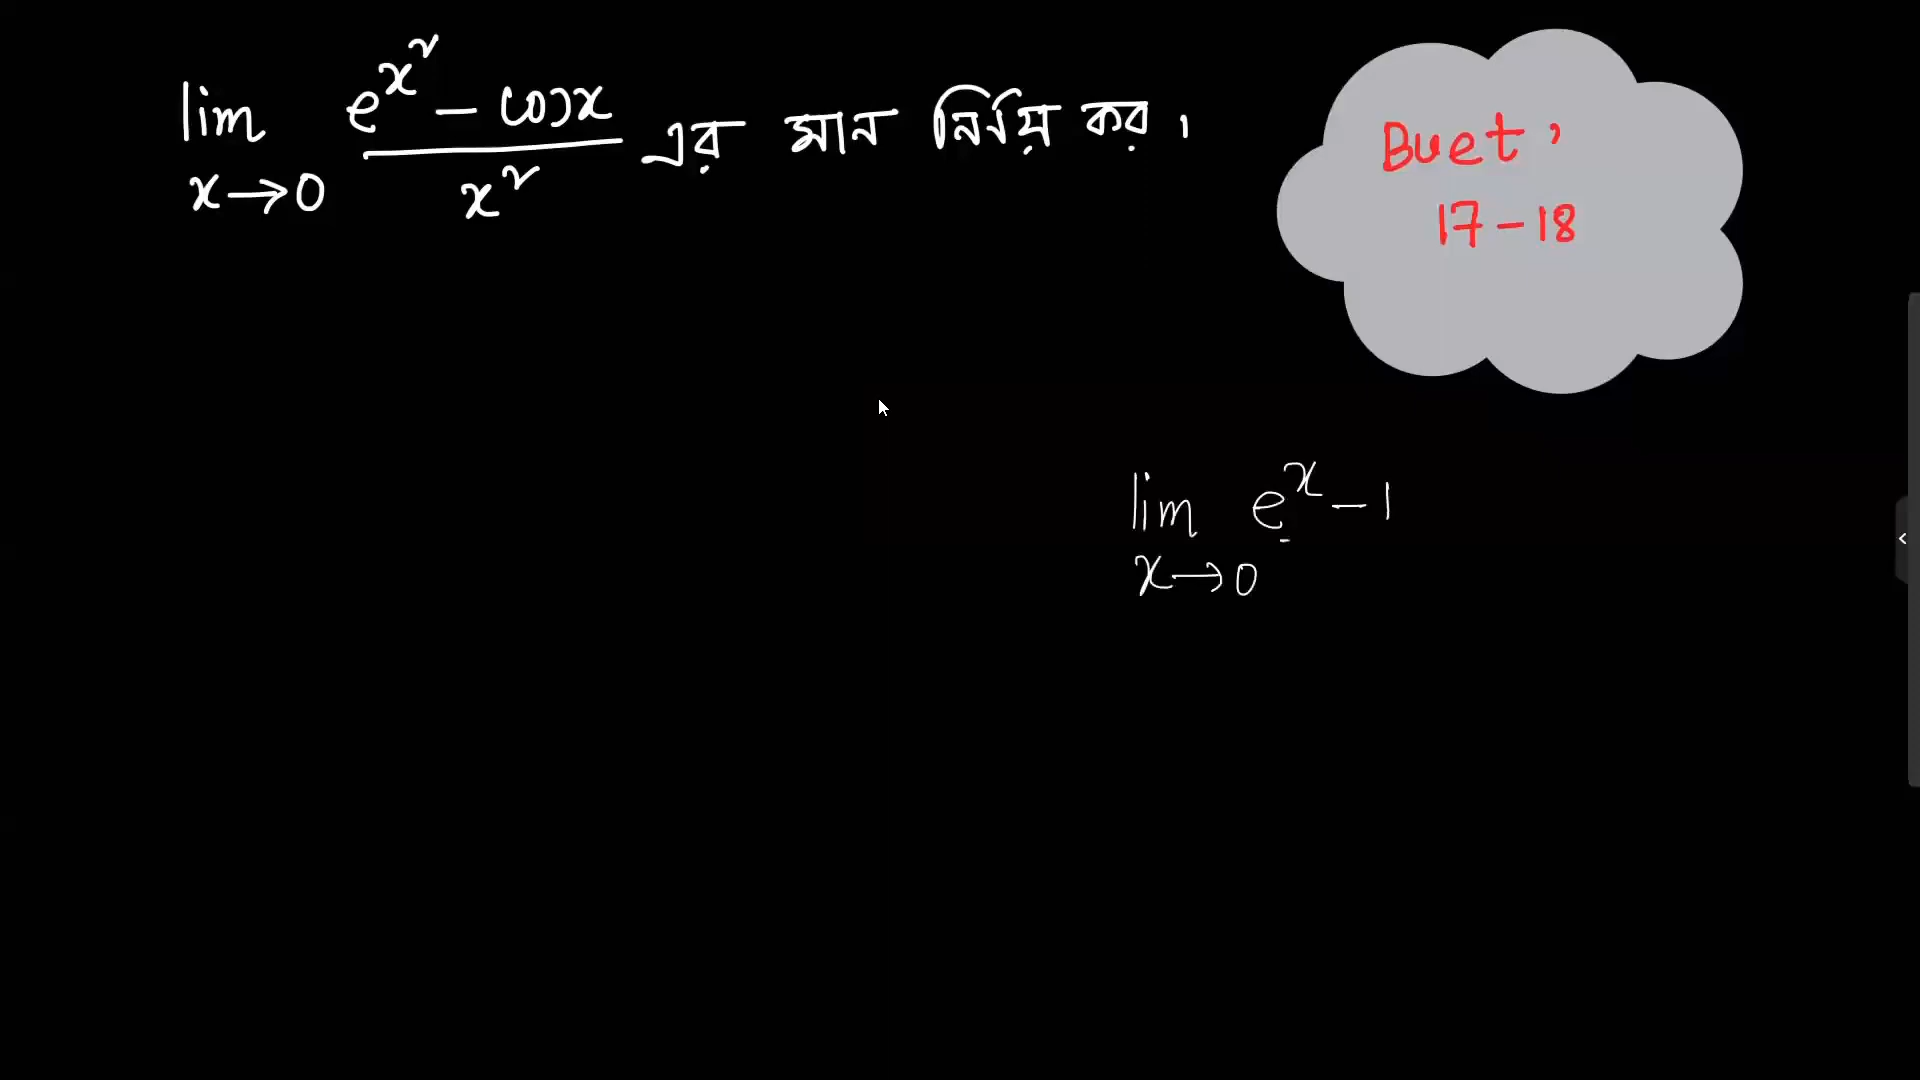 lim x→0 (e^x² - cosx)/x² এর মান নির্ণয় কর।
Buet,
17-18
lim x→0 e^x - 1